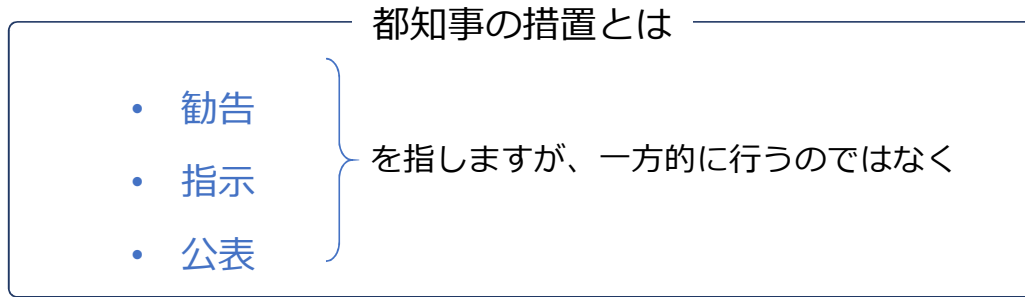 都知事の措置とは
• 勧告
• 指示
• 公表
を指しますが、一方的に行うのではなく